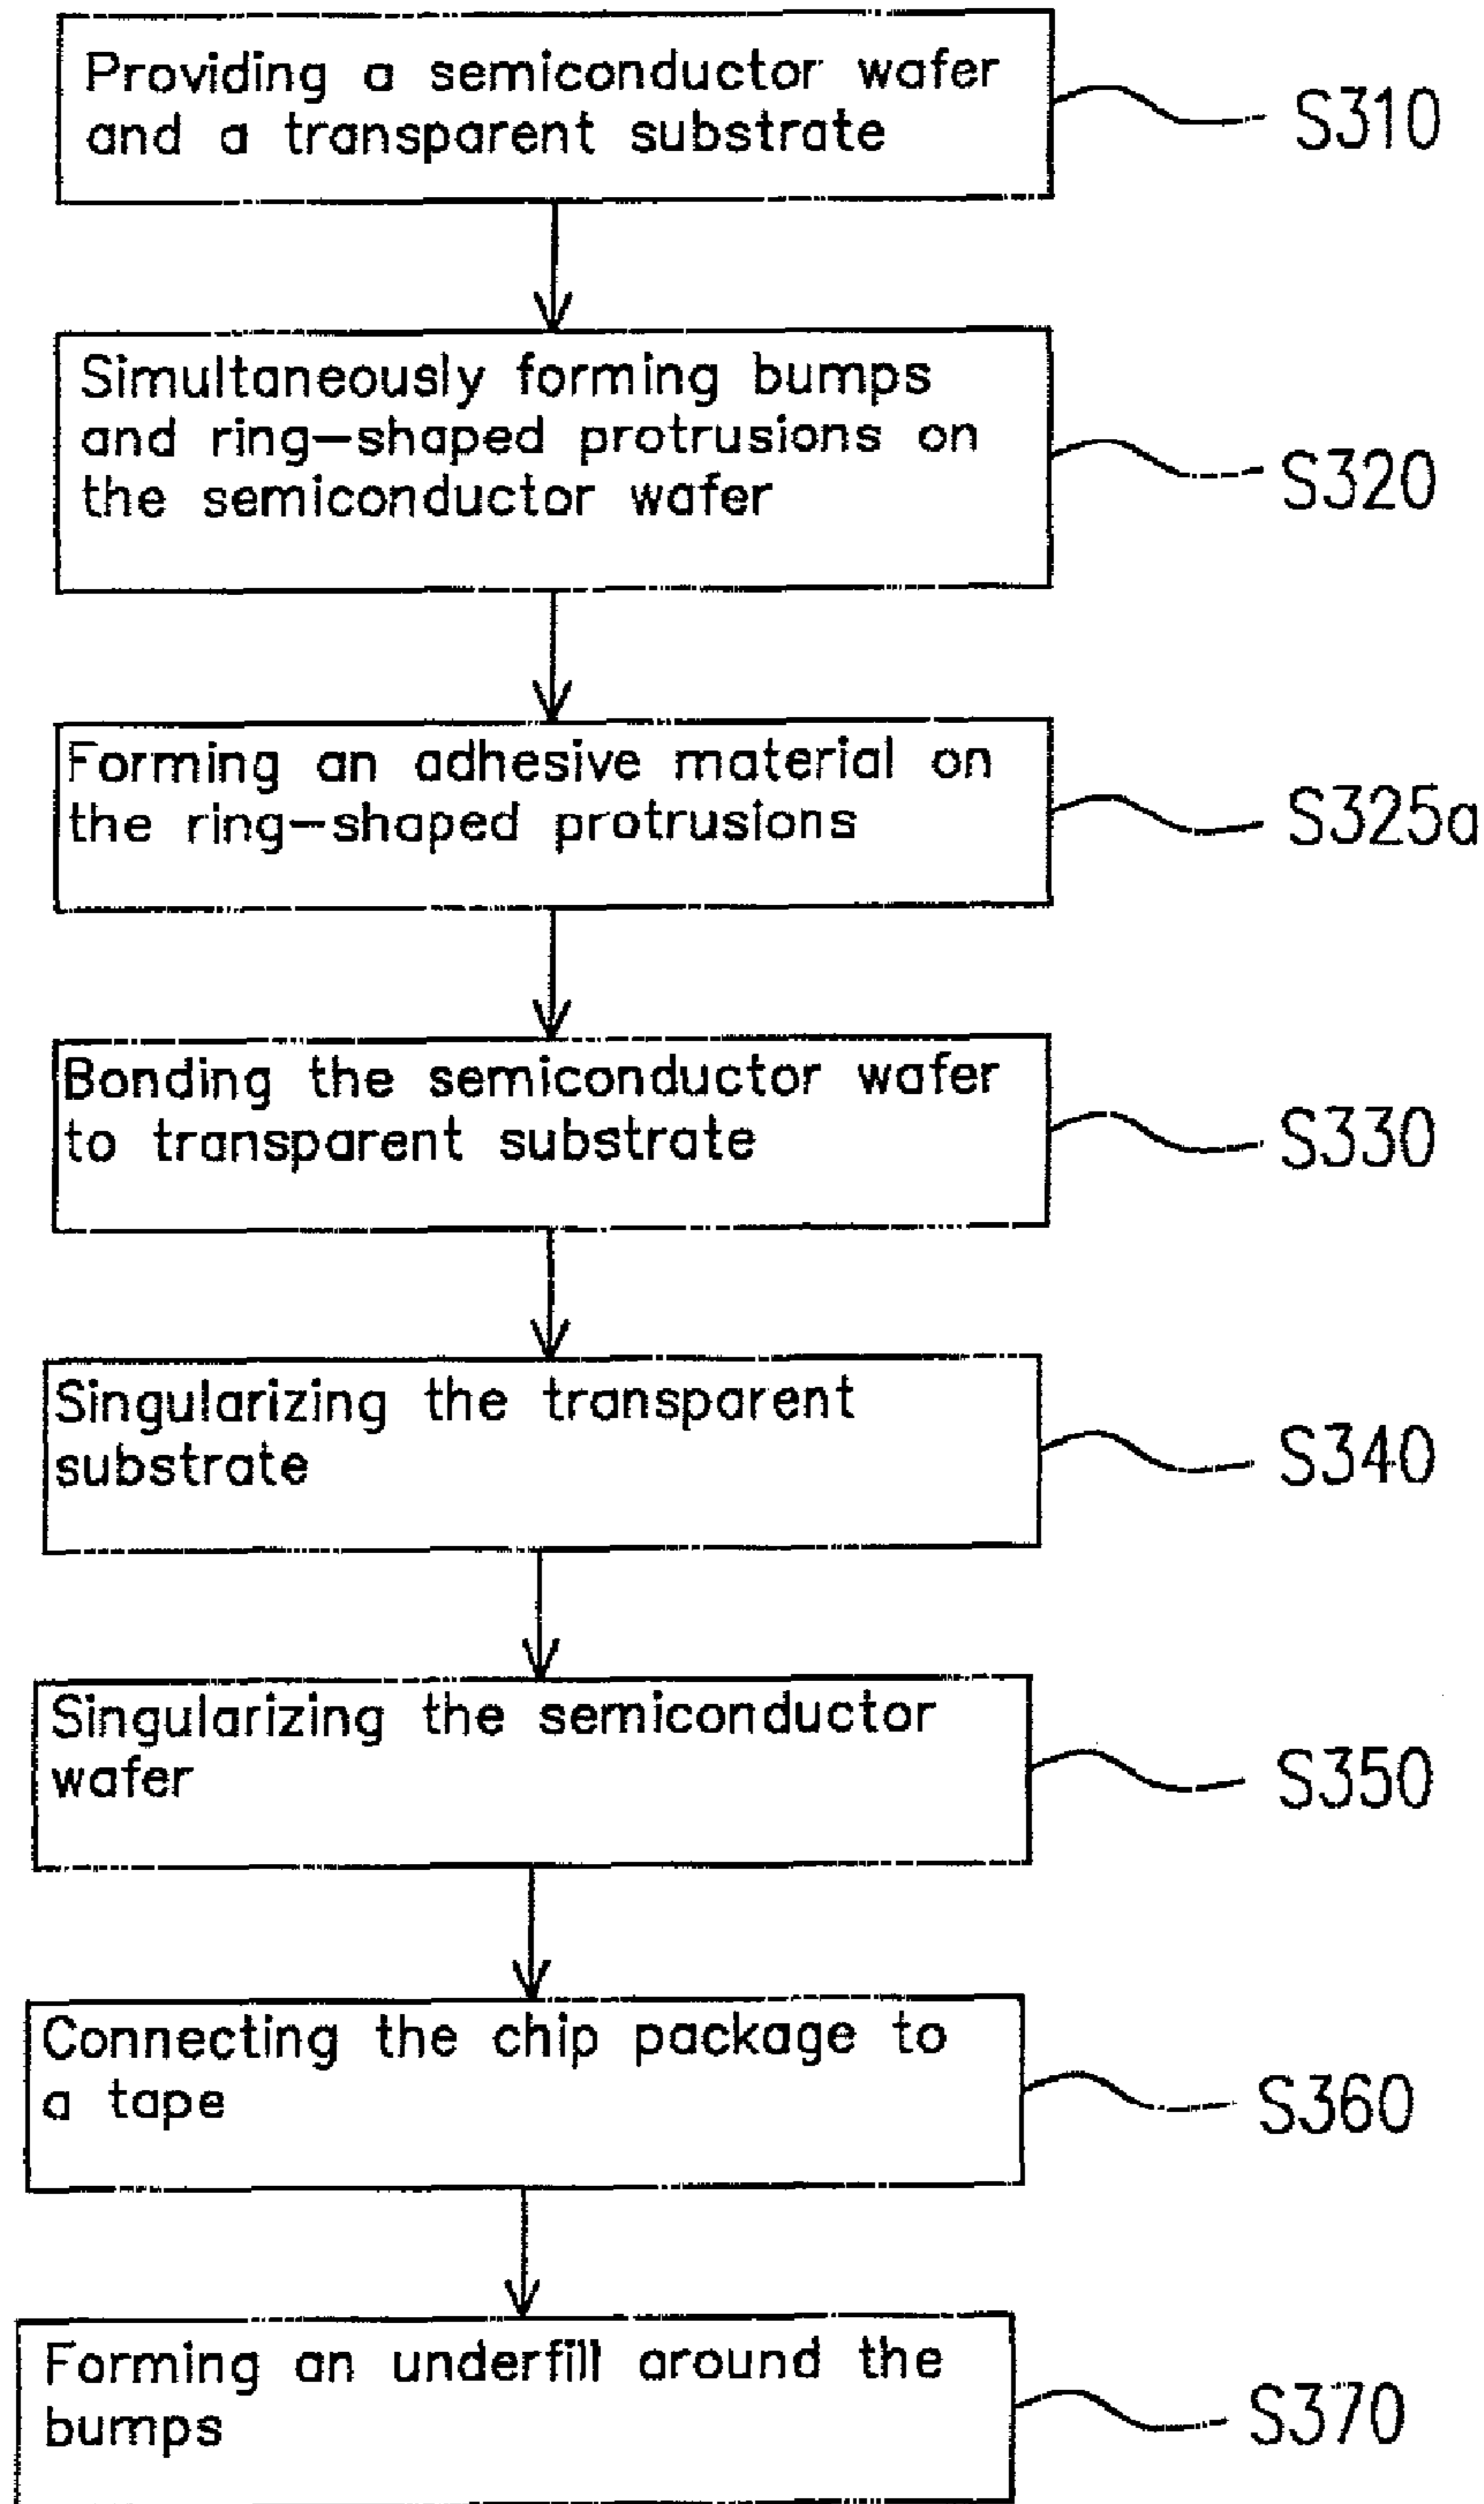 Providing a semiconductor wafer
and a transparent substrate
S310
Simultaneously forming bumps
and ring-shaped protrusions on
the semiconductor wafer
S320
Forming an adhesive material on
the ring-shaped protrusions
S325a
Bonding the semiconductor wafer
to transparent substrate
S330
Singularizing the transparent
substrate
S340
Singularizing the semiconductor
wafer
S350
Connecting the chip package to
a tape
S360
Forming an underfill around the
bumps
S370